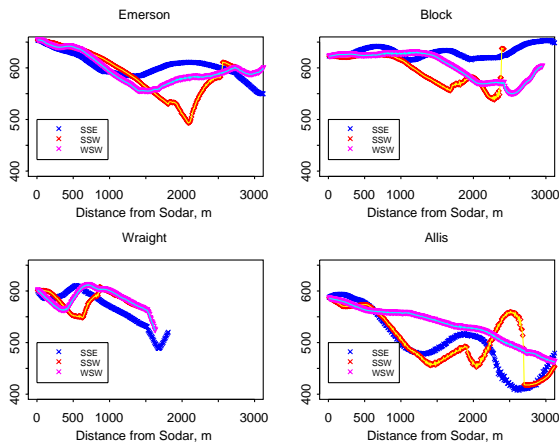 Emerson
600
500
400
× SSE
× SSW
× WSW
0 500 1000 2000 3000
Distance from Sodar, m
Block
600
500
400
× SSE
× SSW
× WSW
0 500 1000 2000 3000
Distance from Sodar, m
Wraight
600
500
400
× SSE
× SSW
× WSW
0 500 1000 2000 3000
Distance from Sodar, m
Allis
600
500
400
× SSE
× SSW
× WSW
0 500 1000 2000 3000
Distance from Sodar, m